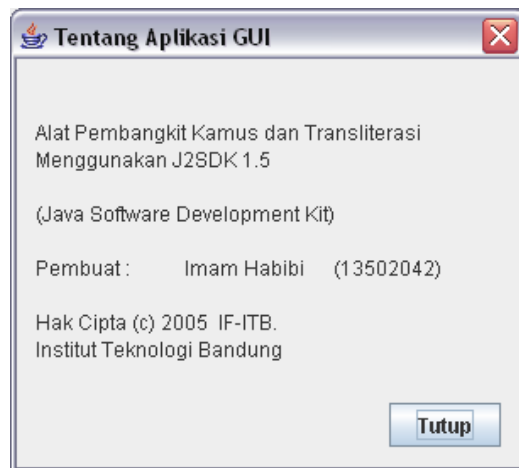 Tentang Aplikasi GUI
Alat Pembangkit Kamus dan Transliterasi
Menggunakan J2SDK 1.5
(Java Software Development Kit)
Pembuat : Imam Habibi (13502042)
Hak Cipta (c) 2005 IF-ITB.
Institut Teknologi Bandung
Tutup